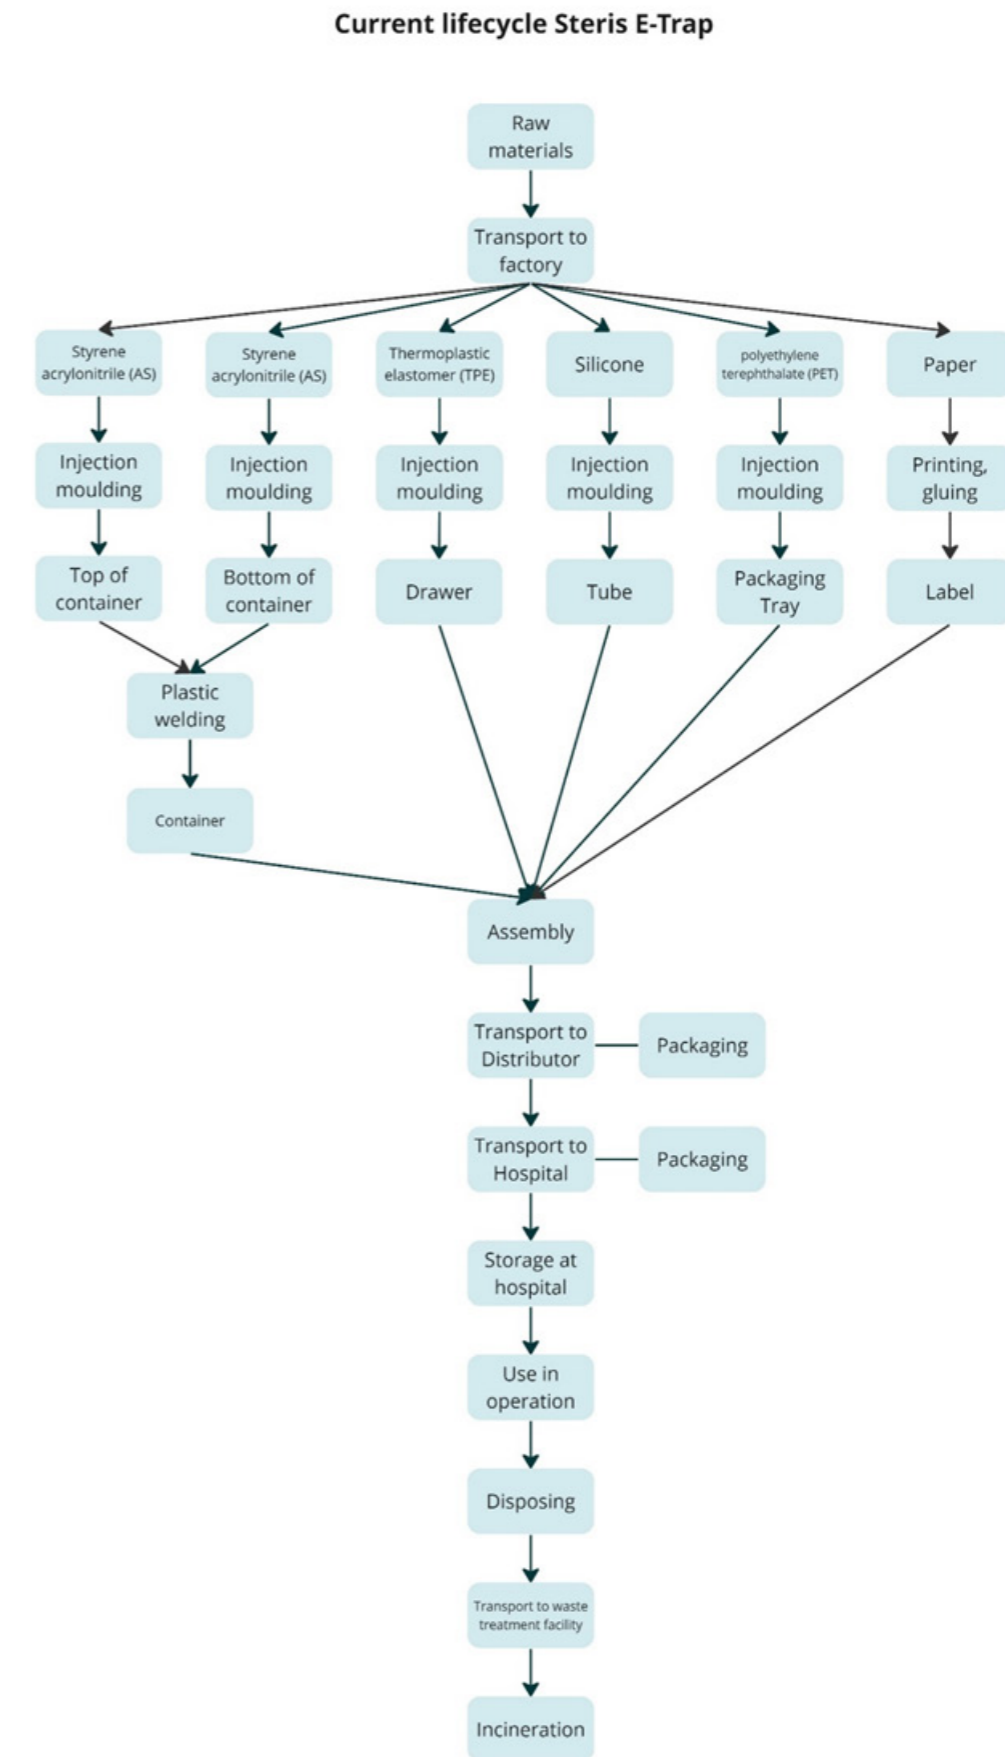 Current lifecycle Steris E-Trap
Raw
materials
Transport to
factory
Styrene
acrylonitrile (AS)
Styrene
acrylonitrile (AS)
Thermoplastic
elastomer (TPE)
Silicone
polyethylene
terephthalate (PET)
Paper
Injection
moulding
Injection
moulding
Injection
moulding
Injection
moulding
Injection
moulding
Printing,
gluing
Top of
container
Bottom of
container
Drawer
Tube
Packaging
Tray
Label
Plastic
welding
Container
Assembly
Transport to
Distributor
Packaging
Transport to
Hospital
Packaging
Storage at
hospital
Use in
operation
Disposing
Transport to waste
treatment facility
Incineration